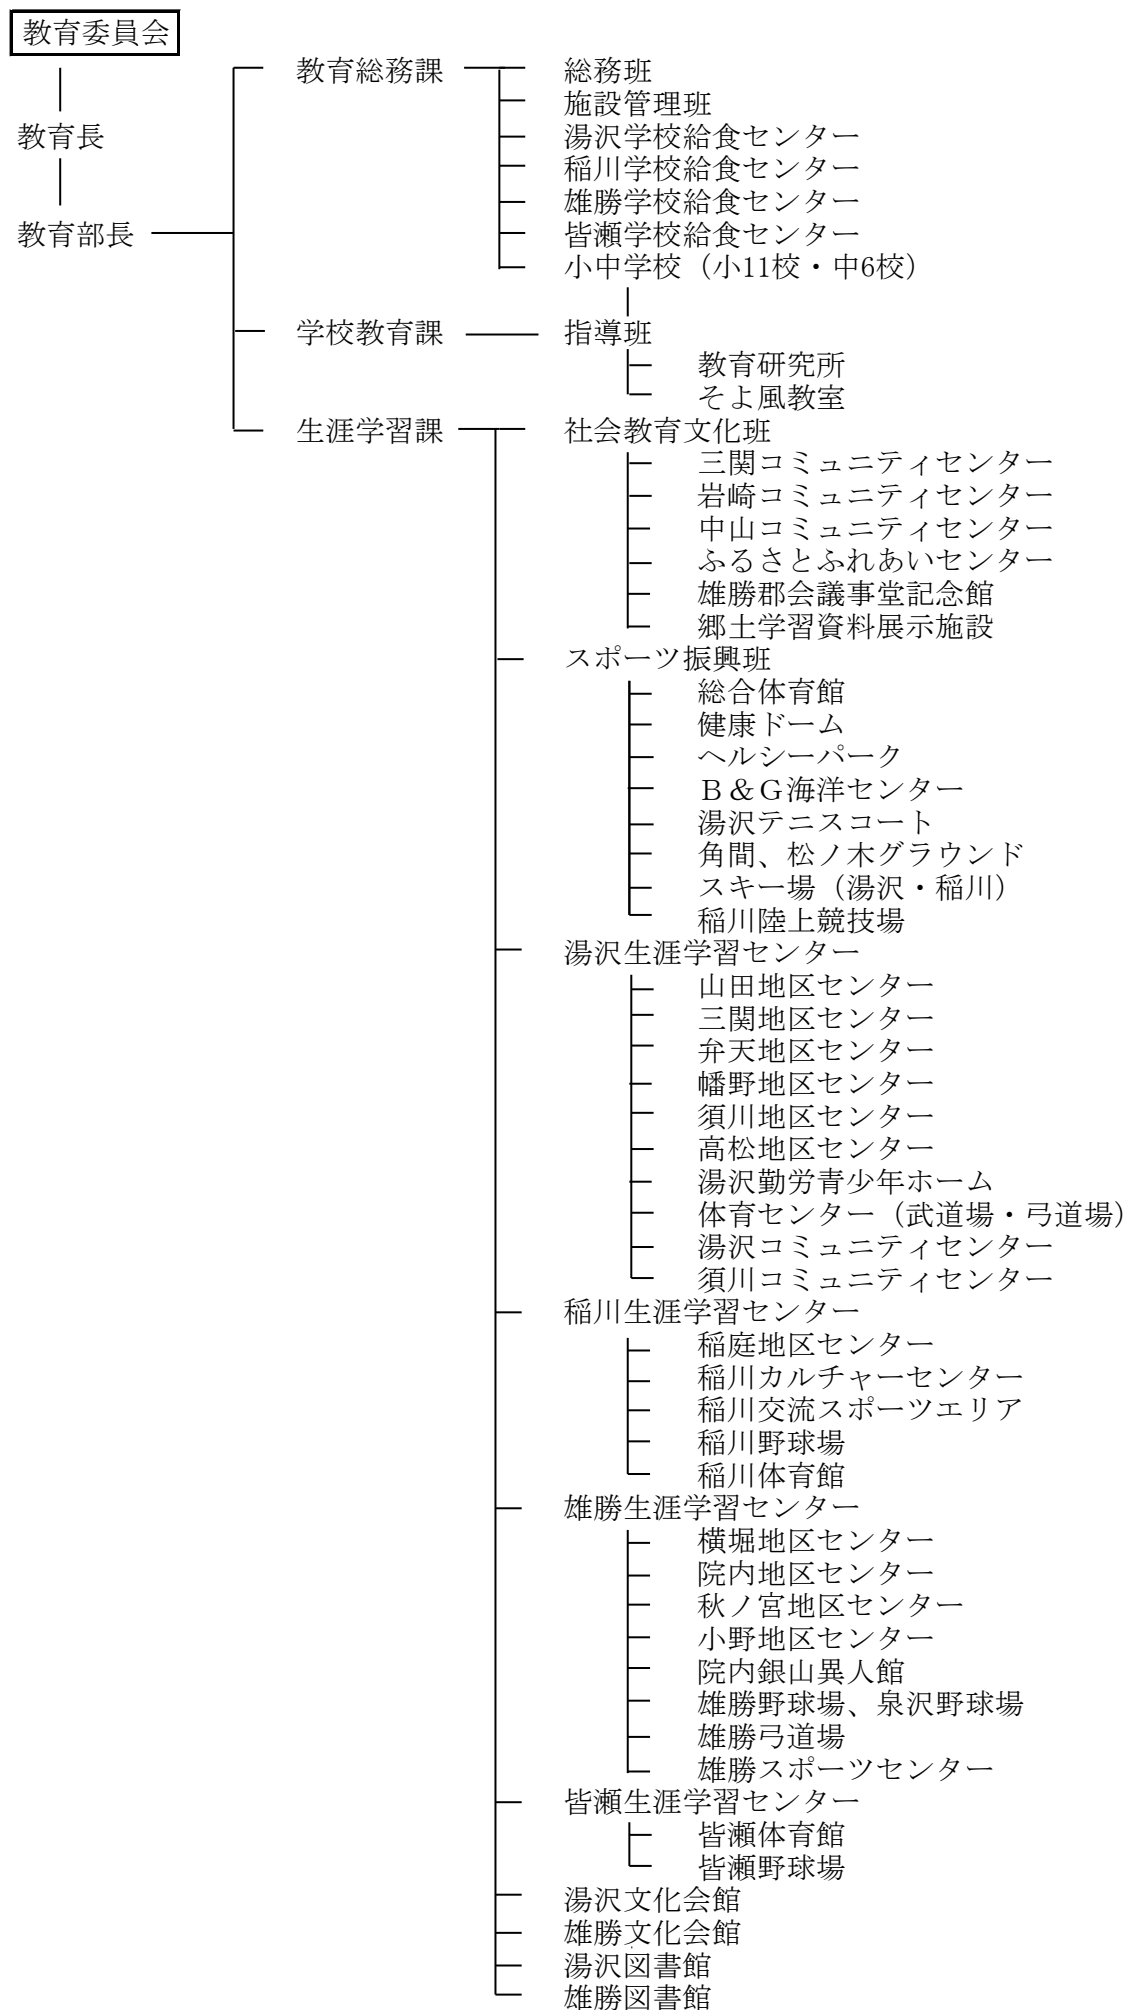 教育委員会
教育総務課 総務班
施設管理班
教育長 湯沢学校給食センター
稲川学校給食センター
雄勝学校給食センター
教育部長 皆瀬学校給食センター
小中学校（小11校・中6校）
学校教育課 指導班
教育研究所
そよ風教室
生涯学習課 社会教育文化班
三関コミュニティセンター
岩崎コミュニティセンター
中山コミュニティセンター
ふるさとふれあいセンター
雄勝郡会議事堂記念館
郷土学習資料展示施設
スポーツ振興班
総合体育館
健康ドーム
ヘルシーパーク
Ｂ＆Ｇ海洋センター
湯沢テニスコート
角間、松ノ木グラウンド
スキー場（湯沢・稲川）
稲川陸上競技場
湯沢生涯学習センター
山田地区センター
三関地区センター
弁天地区センター
幡野地区センター
須川地区センター
高松地区センター
湯沢勤労青少年ホーム
体育センター（武道場・弓道場）
湯沢コミュニティセンター
須川コミュニティセンター
稲川生涯学習センター
稲庭地区センター
稲川カルチャーセンター
稲川交流スポーツエリア
稲川野球場
稲川体育館
雄勝生涯学習センター
横堀地区センター
院内地区センター
秋ノ宮地区センター
小野地区センター
院内銀山異人館
雄勝野球場、泉沢野球場
雄勝弓道場
雄勝スポーツセンター
皆瀬生涯学習センター
皆瀬体育館
皆瀬野球場
湯沢文化会館
雄勝文化会館
湯沢図書館
雄勝図書館